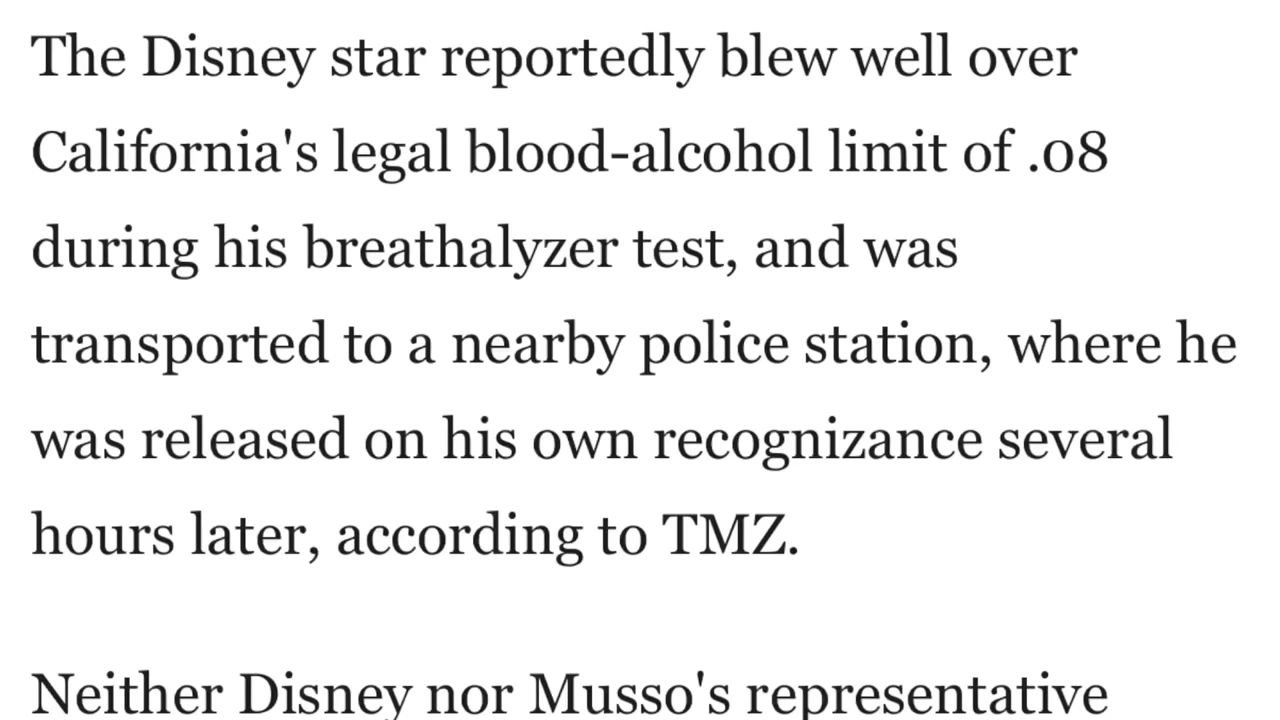 The Disney star reportedly blew well over
California's legal blood-alcohol limit of .08
during his breathalyzer test, and was
transported to a nearby police station, where he
was released on his own recognizance several
hours later, according to TMZ.
Neither Disney nor Musso's representative